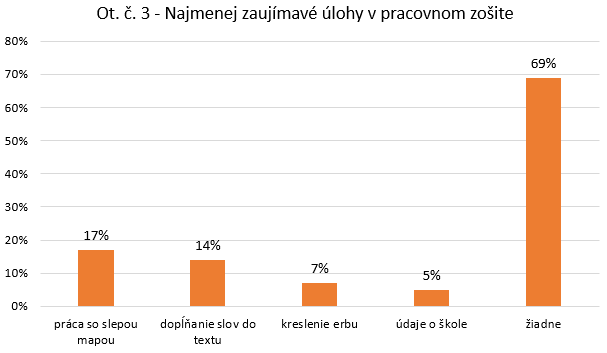 Ot. č. 3 - Najmenej zaujímavé úlohy v pracovnom zošite
80%
70%
60%
50%
40%
30%
20%
10%
0%
17%
14%
7%
5%
69%
práca so slepou
mapou
dopĺňanie slov do
textu
kreslenie erbu
údaje o škole
žiadne